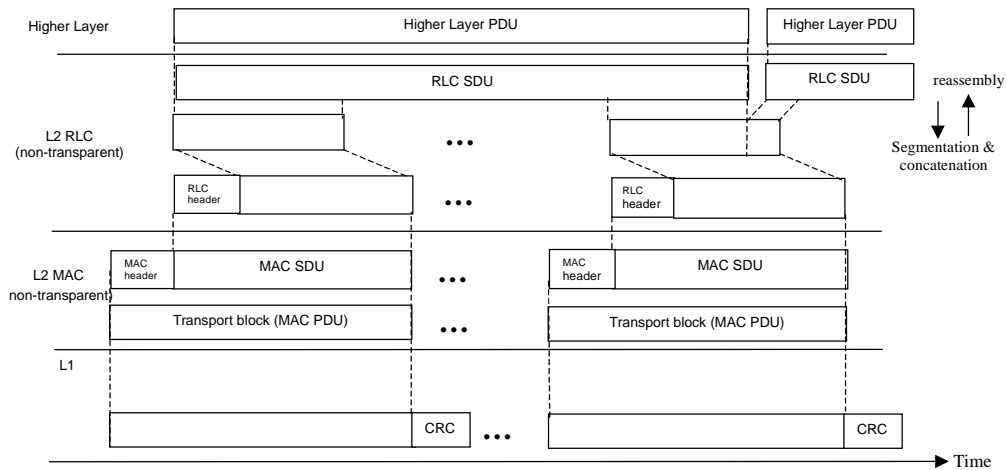 Higher Layer
Higher Layer PDU
Higher Layer PDU
RLC SDU
RLC SDU
reassembly
L2 RLC
(non-transparent)
•••
Segmentation &
concatenation
RLC
header
•••
RLC
header
L2 MAC
non-transparent)
MAC
header
MAC SDU
•••
MAC
header
MAC SDU
Transport block (MAC PDU)
•••
Transport block (MAC PDU)
L1
CRC
•••
CRC
Time